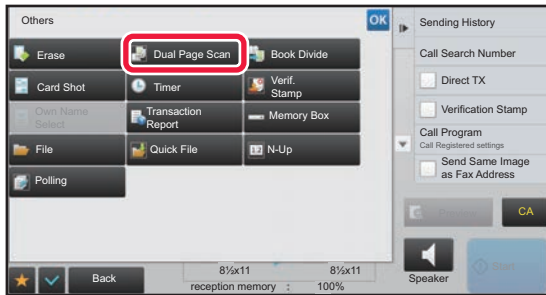 Others
OK
Erase
Dual Page Scan
Book Divide
Card Shot
Timer
Verif.
Stamp
Own Name
Select
Transaction
Report
Memory Box
File
Quick File
N-Up
Polling
Back
8½x11
8½x11
reception memory : 100%
Sending History
Call Search Number
Direct TX
Verification Stamp
Call Program
Call Registered settings
Send Same Image
as Fax Address
Preview
CA
Speaker
Start